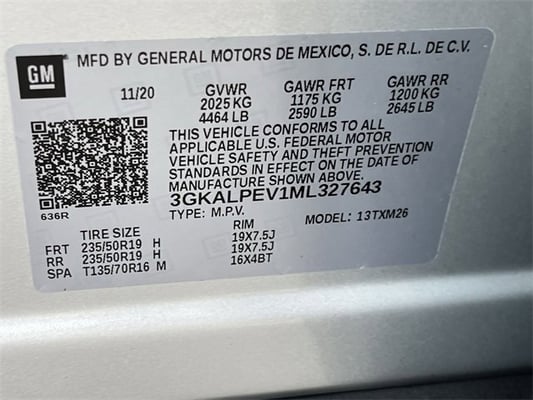 GM
MFD BY GENERAL MOTORS DE MEXICO, S. DE R.L. DE C.V.
11/20 GVWR GAWR FRT GAWR RR
2025 KG 1175 KG 1200 KG
4464 LB 2590 LB 2645 LB
THIS VEHICLE CONFORMS TO ALL
APPLICABLE U.S. FEDERAL MOTOR
VEHICLE SAFETY AND THEFT PREVENTION
STANDARDS IN EFFECT ON THE DATE OF
MANUFACTURE SHOWN ABOVE.
3GKALPEV1ML327643
636R
TYPE: M.P.V. MODEL: 13TXM26
TIRE SIZE RIM
FRT 235/50R19 H 19X7.5J
RR 235/50R19 H 19X7.5J
SPA T135/70R16 M 16X4BT